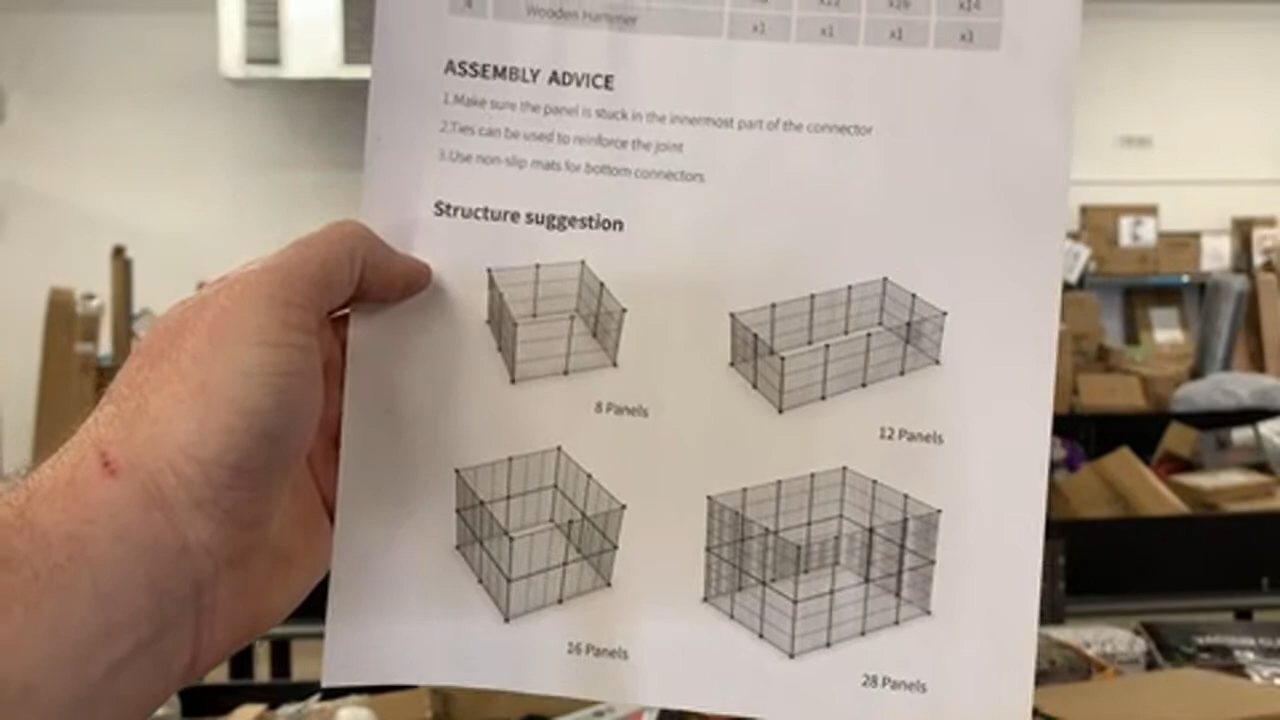 4 Wooden Hammer x1 x1 x1 x1
ASSEMBLY ADVICE
1.Make sure the panel is stuck in the innermost part of the connector
2.Ties can be used to reinforce the joint
3.Use non-slip mats for bottom connectors
Structure suggestion
8 Panels
12 Panels
16 Panels
28 Panels